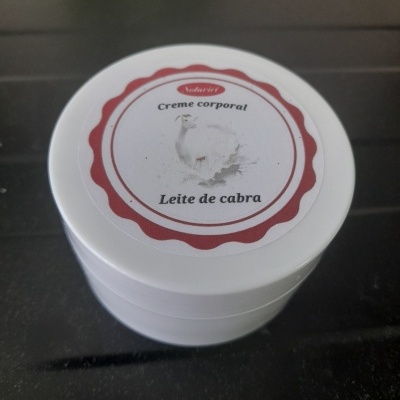 Creme corporal
Leite de cabra